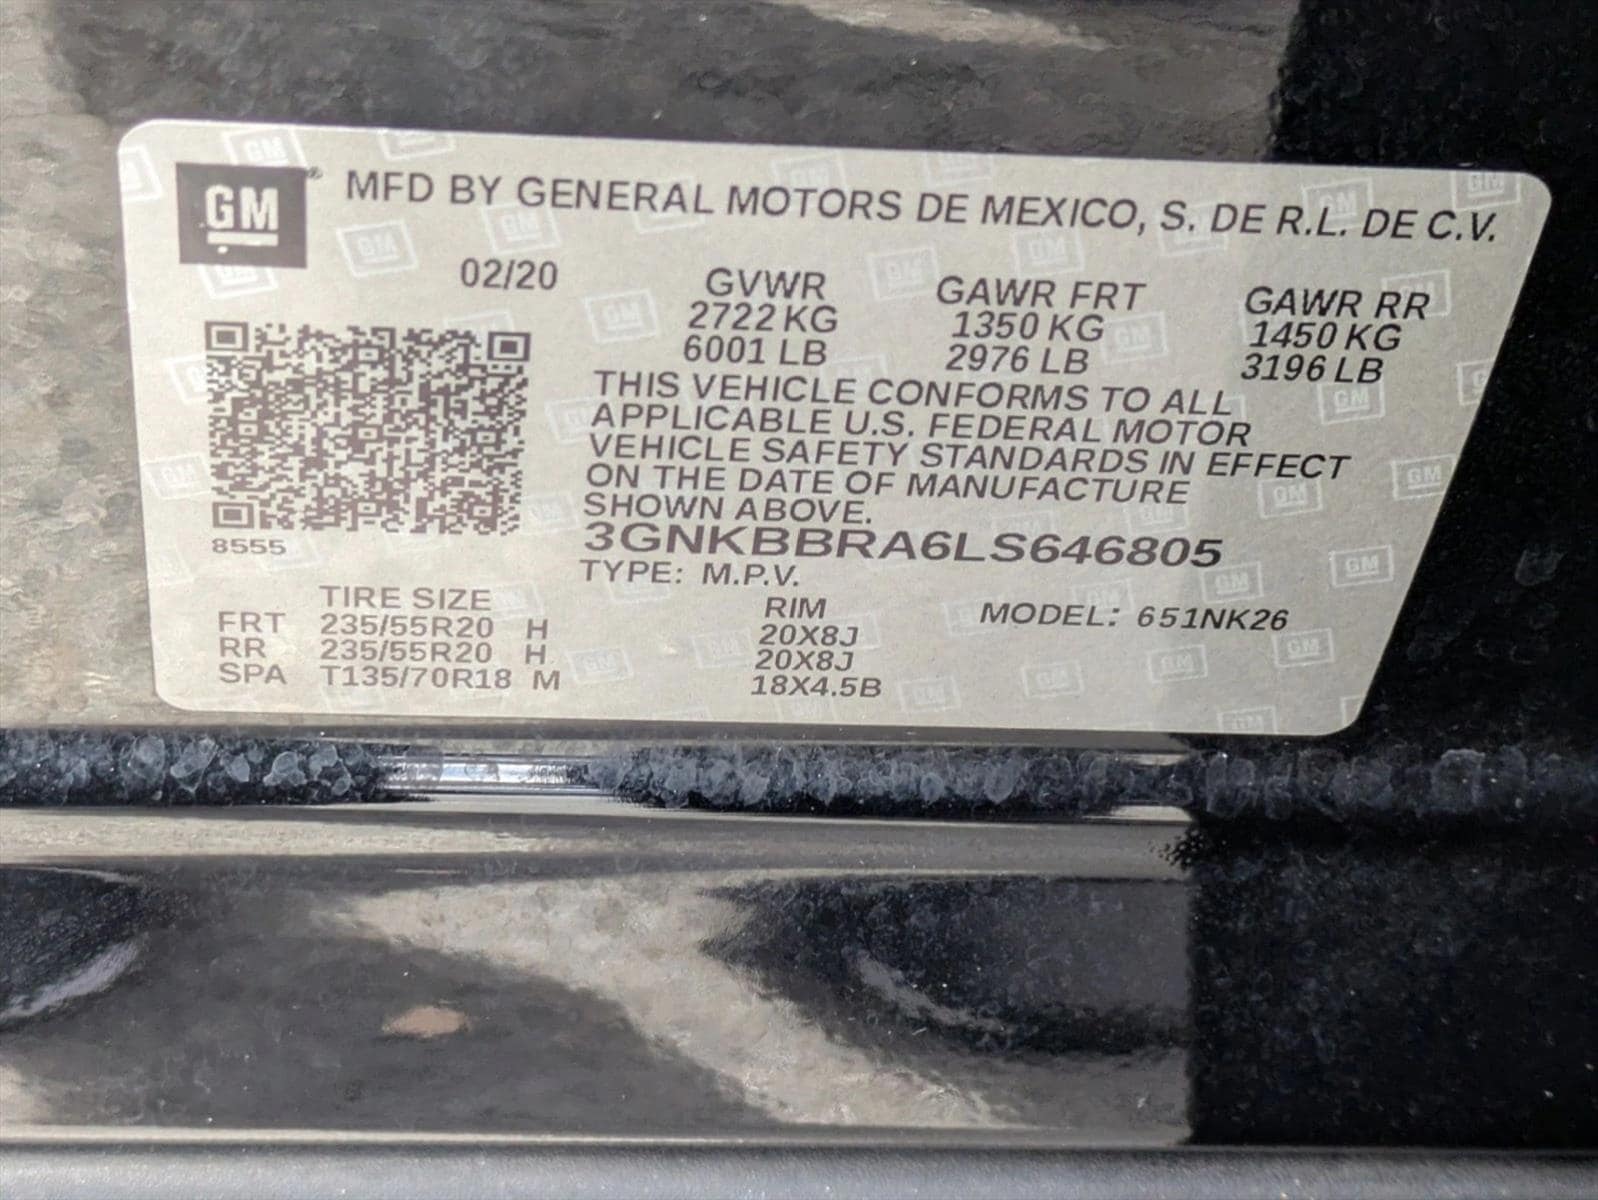 GM® MFD BY GENERAL MOTORS DE MEXICO, S. DE R.L. DE C.V.
02/20 GVWR GAWR FRT GAWR RR
2722 KG 1350 KG 1450 KG
6001 LB 2976 LB 3196 LB
THIS VEHICLE CONFORMS TO ALL
APPLICABLE U.S. FEDERAL MOTOR
VEHICLE SAFETY STANDARDS IN EFFECT
ON THE DATE OF MANUFACTURE
SHOWN ABOVE.
8555
3GNKBBRA6LS646805
TYPE: M.P.V.
TIRE SIZE RIM MODEL: 651NK26
FRT 235/55R20 H 20X8J
RR 235/55R20 H 20X8J
SPA T135/70R18 M 18X4.5B